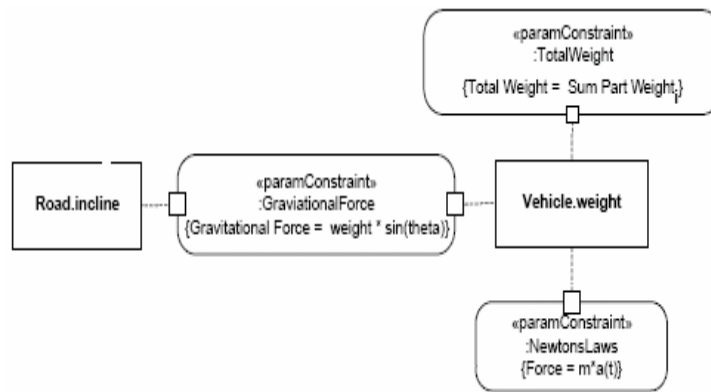 «paramConstraint»
:TotalWeight
{Total Weight = Sum Part Weightᵢ}
Road.incline
«paramConstraint»
:GraviationalForce
{Gravitational Force = weight * sin(theta)}
Vehicle.weight
«paramConstraint»
:NewtonsLaws
{Force = m*a(t)}